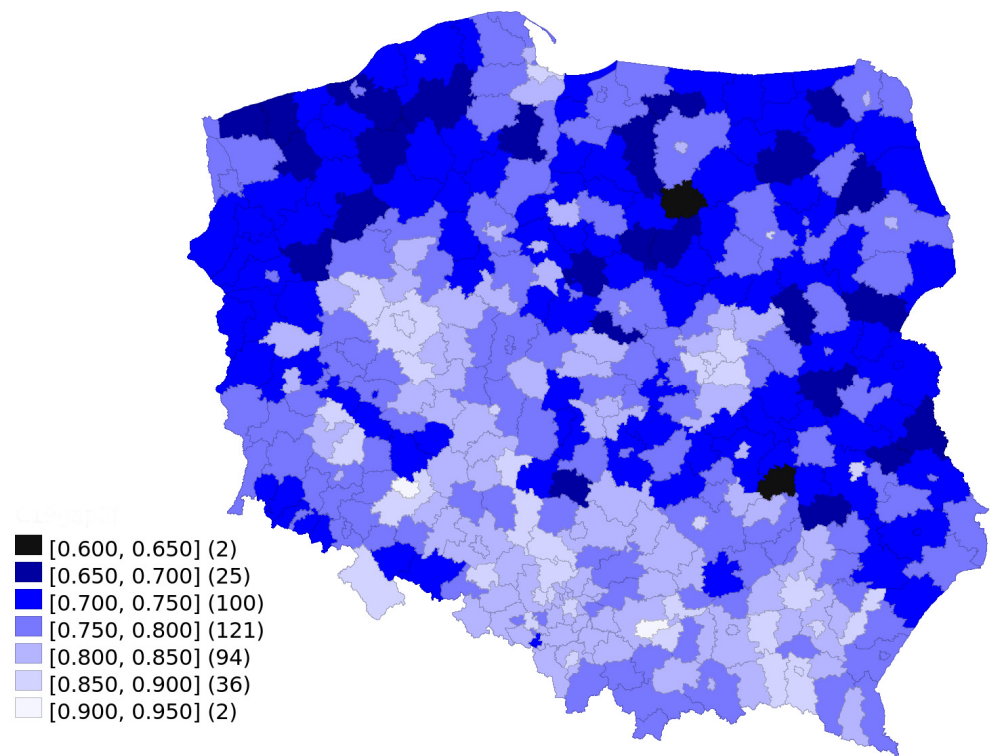 [0.600, 0.650] (2)
[0.650, 0.700] (25)
[0.700, 0.750] (100)
[0.750, 0.800] (121)
[0.800, 0.850] (94)
[0.850, 0.900] (36)
[0.900, 0.950] (2)